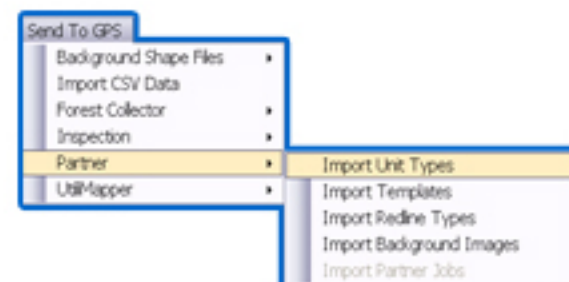 Send To GPS
Background Shape Files
Import CSV Data
Forest Collector
Inspection
Partner
UtiliMapper
Import Unit Types
Import Templates
Import Redline Types
Import Background Images
Import Partner Jobs